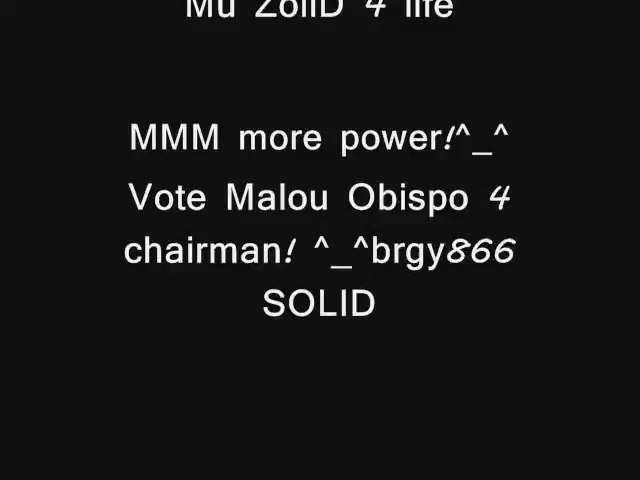 Mu ZoliD 4 life
MMM more power!^_^
Vote Malou Obispo 4
chairman! ^_^brgy866
SOLID